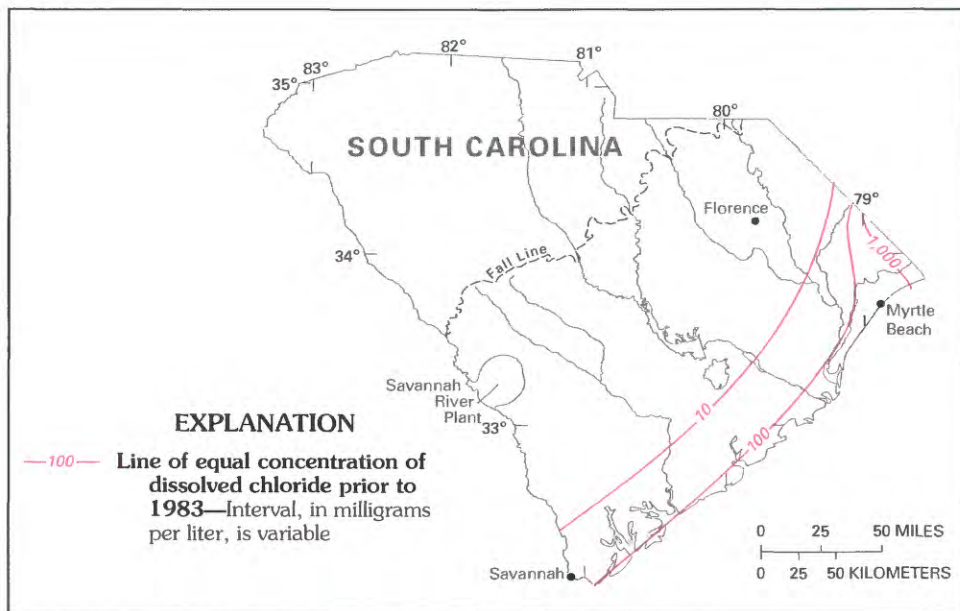 82°
81°
83°
35°
80°
SOUTH CAROLINA
79°
Florence
1,000
34°
Fall Line
Myrtle
Beach
Savannah
River
Plant
10
EXPLANATION
33°
100
—100— Line of equal concentration of
dissolved chloride prior to
1983—Interval, in milligrams
per liter, is variable
0 25 50 MILES
Savannah
0 25 50 KILOMETERS